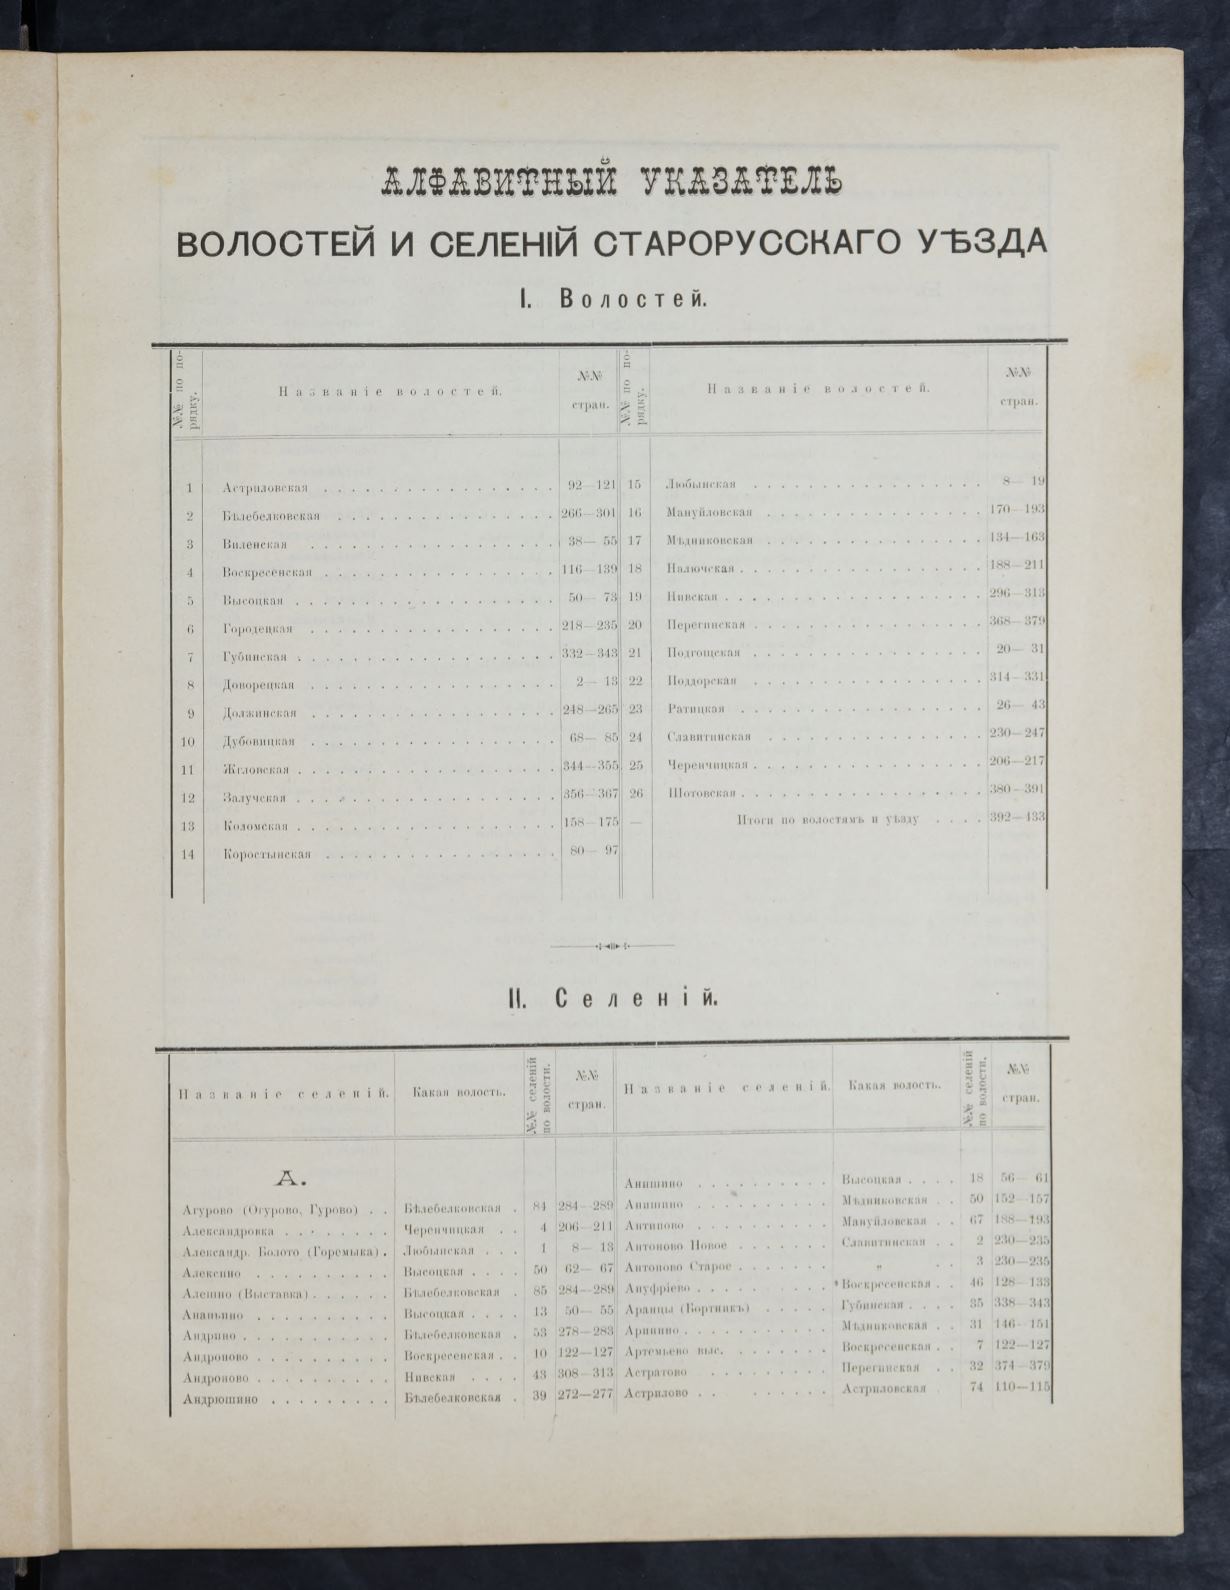 АЛФАВИТНЫЙ УКАЗАТЕЛЬ
ВОЛОСТЕЙ И СЕЛЕНІЙ СТАРОРУССКАГО УѢЗДА
I. Волостей.
№№ по порядку. Названіе волостей. №№ стран. №№ по порядку. Названіе волостей. №№ стран.
1 Астриловская 92—121 15 Любынская 8—19
2 Бѣлебелковская 266—301 16 Мануйловская 170—193
3 Виленская 38—55 17 Мѣдниковская 134—163
4 Воскресенская 116—139 18 Налючская 188—211
5 Высоцкая 50—73 19 Нивская 296—313
6 Городецкая 218—235 20 Перегинская 368—379
7 Губинская 332—343 21 Подгощская 20—31
8 Доворецкая 2—13 22 Поддорская 314—331
9 Должинская 248—265 23 Ратицкая 26—43
10 Дубовицкая 68—85 24 Славитинская 230—247
11 Жгловская 344—355 25 Черенчицкая 206—217
12 Залучская 356—367 26 Шотовская 380—391
13 Коломская 158—175 — Итоги по волостямъ и уѣзду 392—433
14 Коростынская 80—97
II. Селеній.
Названіе селеній. Какая волость. №№ селеній по волости. №№ стран. Названіе селеній. Какая волость. №№ селеній по волости. №№ стран.
А.
Агурово (Огурово, Гурово) Бѣлебелковская 84 284—289
Александровка Черенчицкая 4 206—211
Александр. Болото (Горемыка) Любынская 1 8—13
Алексино Высоцкая 50 62—67
Алешно (Выставка) Бѣлебелковская 85 284—289
Ананьино Высоцкая 13 50—55
Андрино Бѣлебелковская 53 278—283
Андроново Воскресенская 10 122—127
Андроново Нивская 43 308—313
Андрюшино Бѣлебелковская 39 272—277
Анишино Высоцкая 18 56—61
Анишино Мѣдниковская 50 152—157
Антипово Мануйловская 67 188—193
Антоново Новое Славитинская 2 230—235
Антоново Старое „ 3 230—235
Ануфріево *Воскресенская 46 128—133
Аранцы (Бортникъ) Губинская 35 338—343
Аринино Мѣдниковская 31 146—151
Артемьево выс. Воскресенская 7 122—127
Астратово Перегинская 32 374—379
Астрилово Астриловская 74 110—115